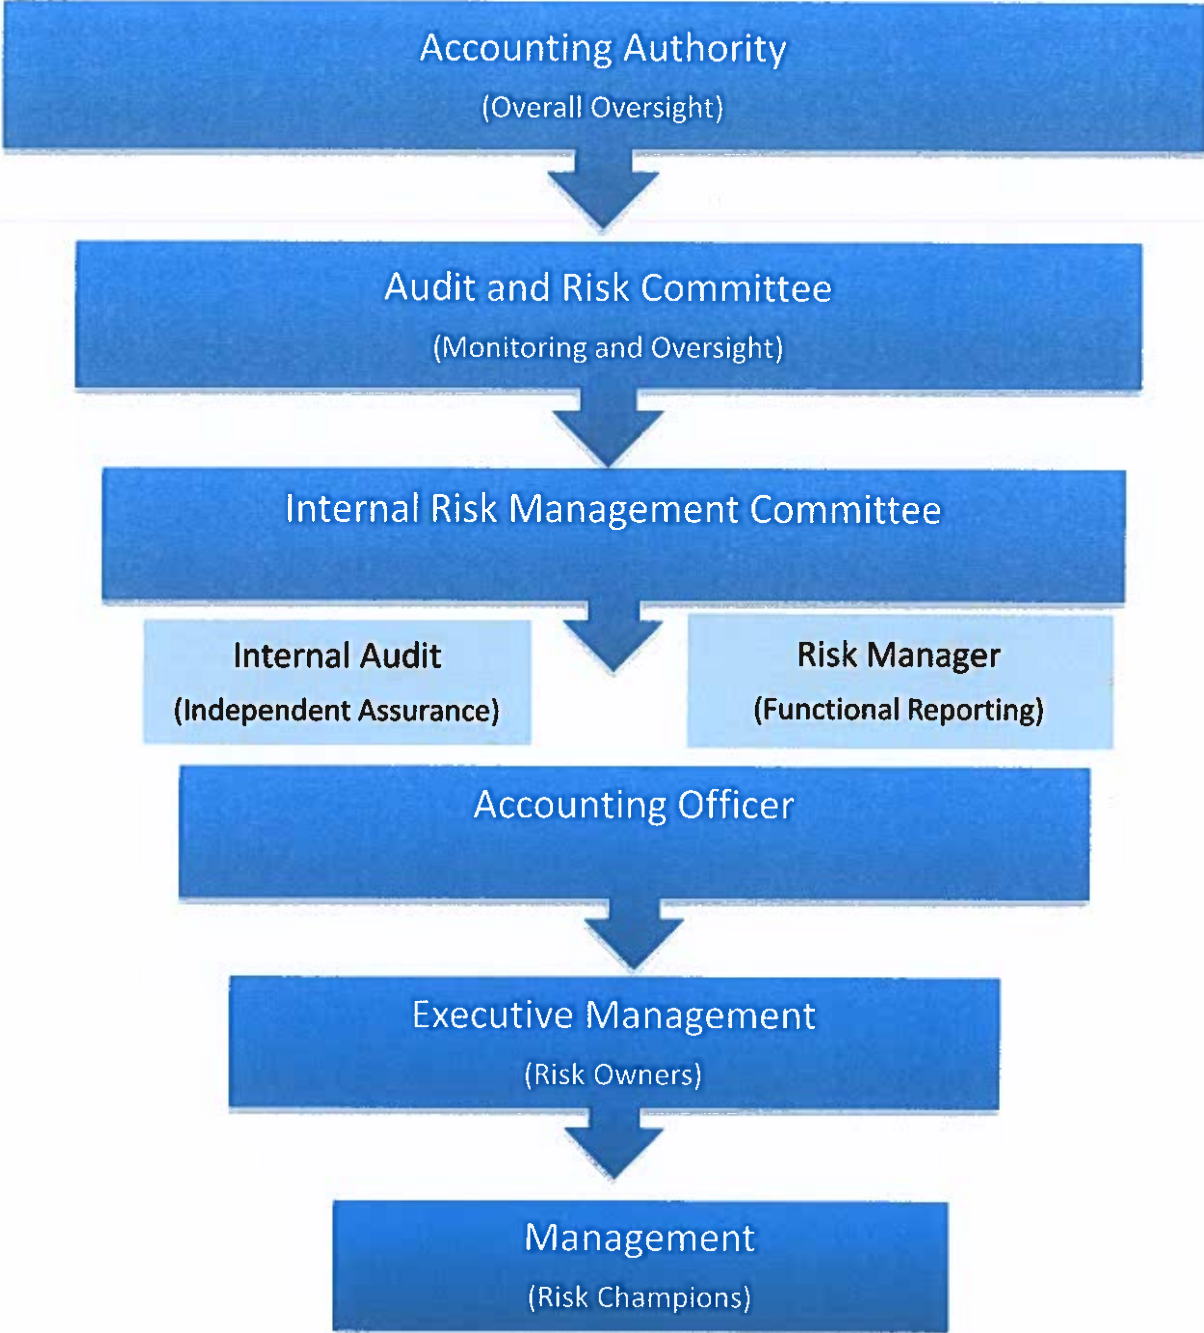 Accounting Authority
(Overall Oversight)
Audit and Risk Committee
(Monitoring and Oversight)
Internal Risk Management Committee
Internal Audit
(Independent Assurance)
Risk Manager
(Functional Reporting)
Accounting Officer
Executive Management
(Risk Owners)
Management
(Risk Champions)